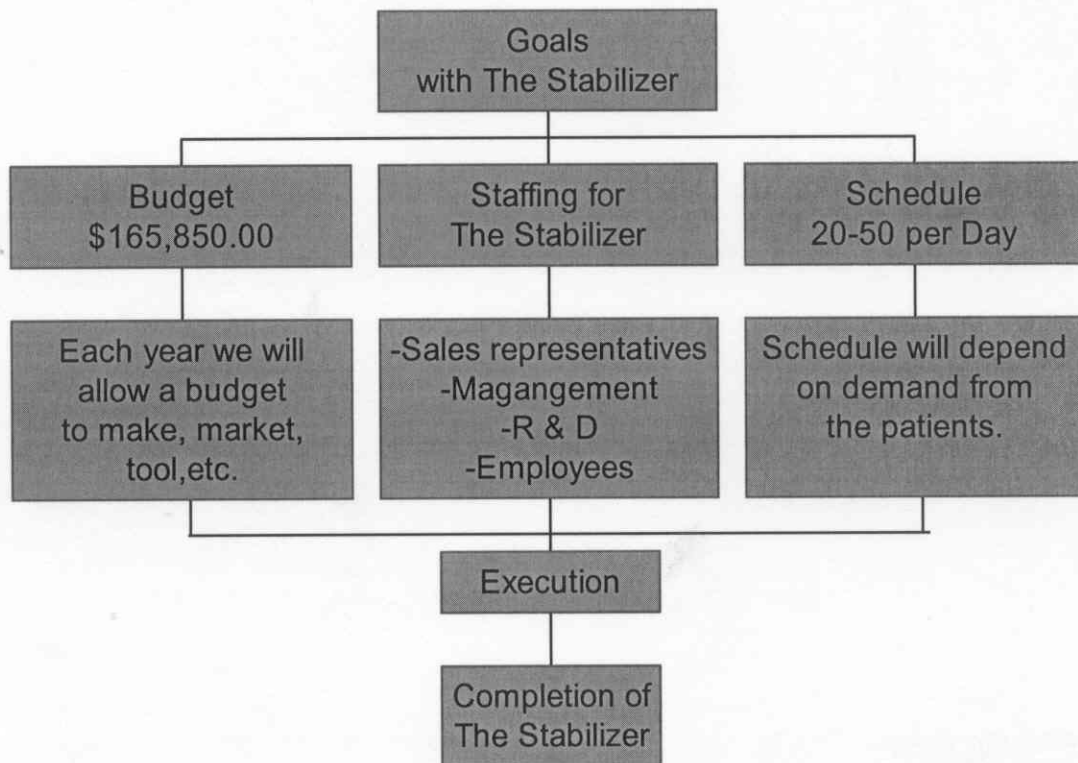 Goals
with The Stabilizer
Budget
$165,850.00
Staffing for
The Stabilizer
Schedule
20-50 per Day
Each year we will
allow a budget
to make, market,
tool,etc.
-Sales representatives
-Magangement
-R & D
-Employees
Schedule will depend
on demand from
the patients.
Execution
Completion of
The Stabilizer